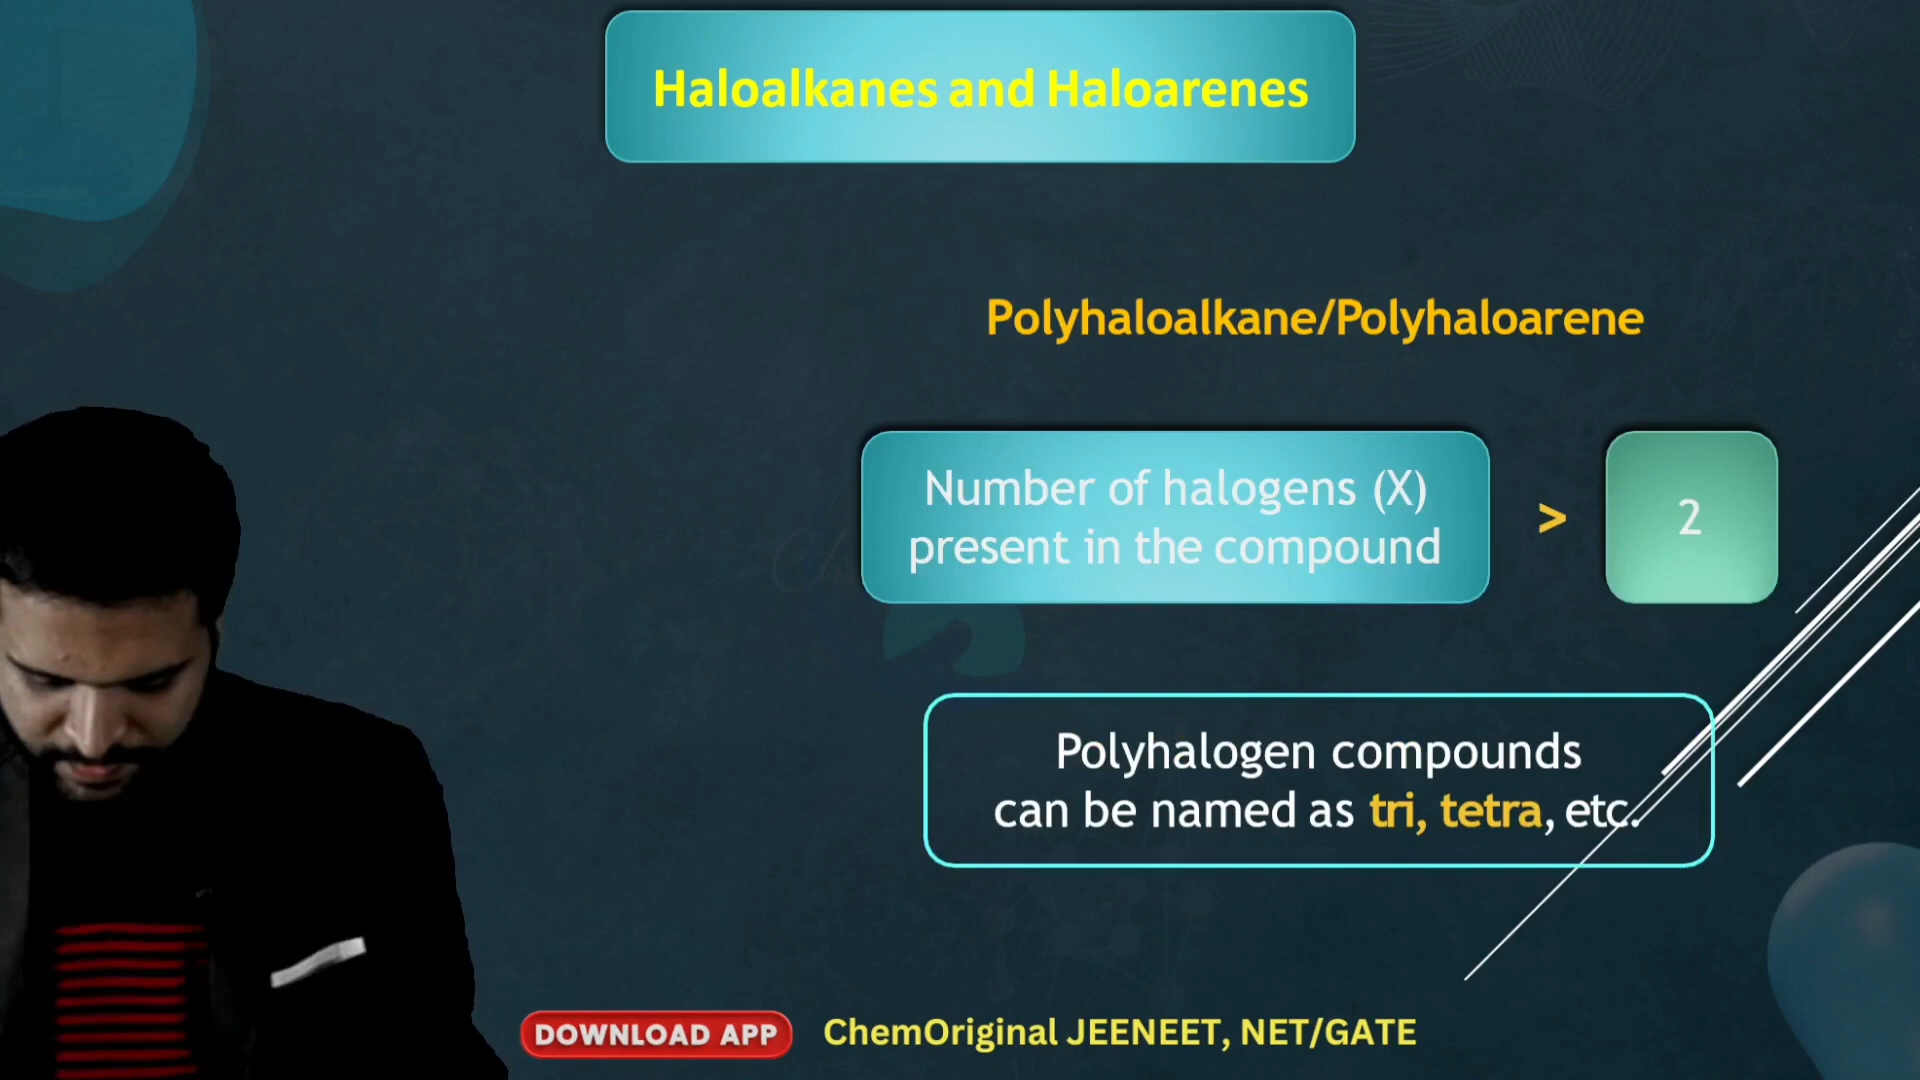 Haloalkanes and Haloarenes
Polyhaloalkane/Polyhaloarene
Number of halogens (X)
present in the compound
>
2
Polyhalogen compounds
can be named as tri, tetra, etc.
DOWNLOAD APP
ChemOriginal JEENEET, NET/GATE